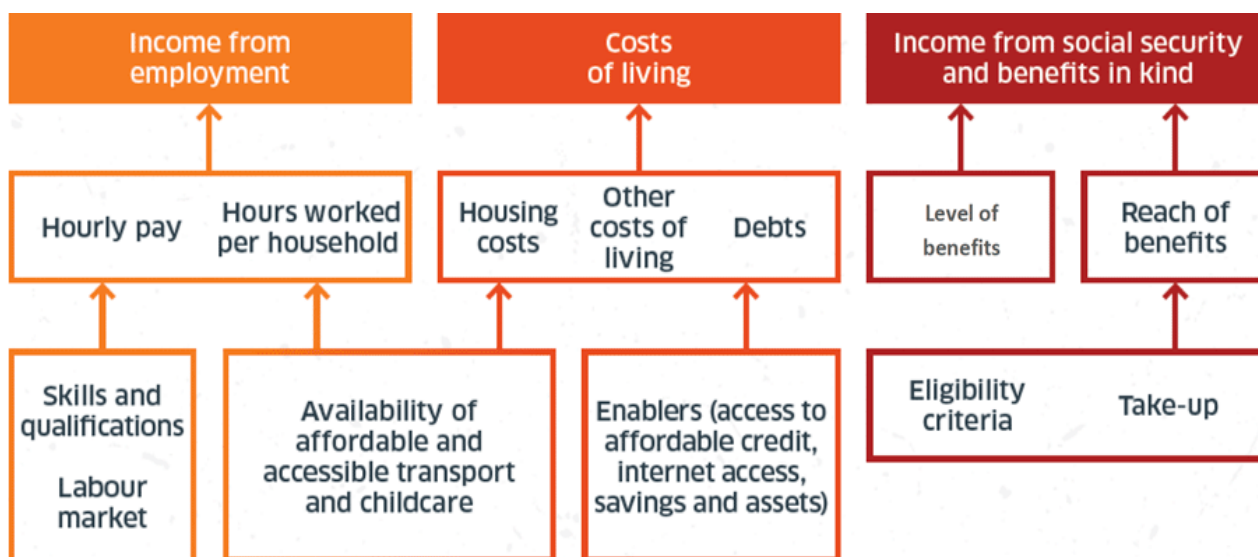 Income from
employment
Costs
of living
Income from social security
and benefits in kind
Hourly pay
Hours worked
per household
Housing
costs
Other
costs of
living
Debts
Level of
benefits
Reach of
benefits
Skills and
qualifications
Labour
market
Availability of
affordable and
accessible transport
and childcare
Enablers (access to
affordable credit,
internet access,
savings and assets)
Eligibility
criteria
Take-up